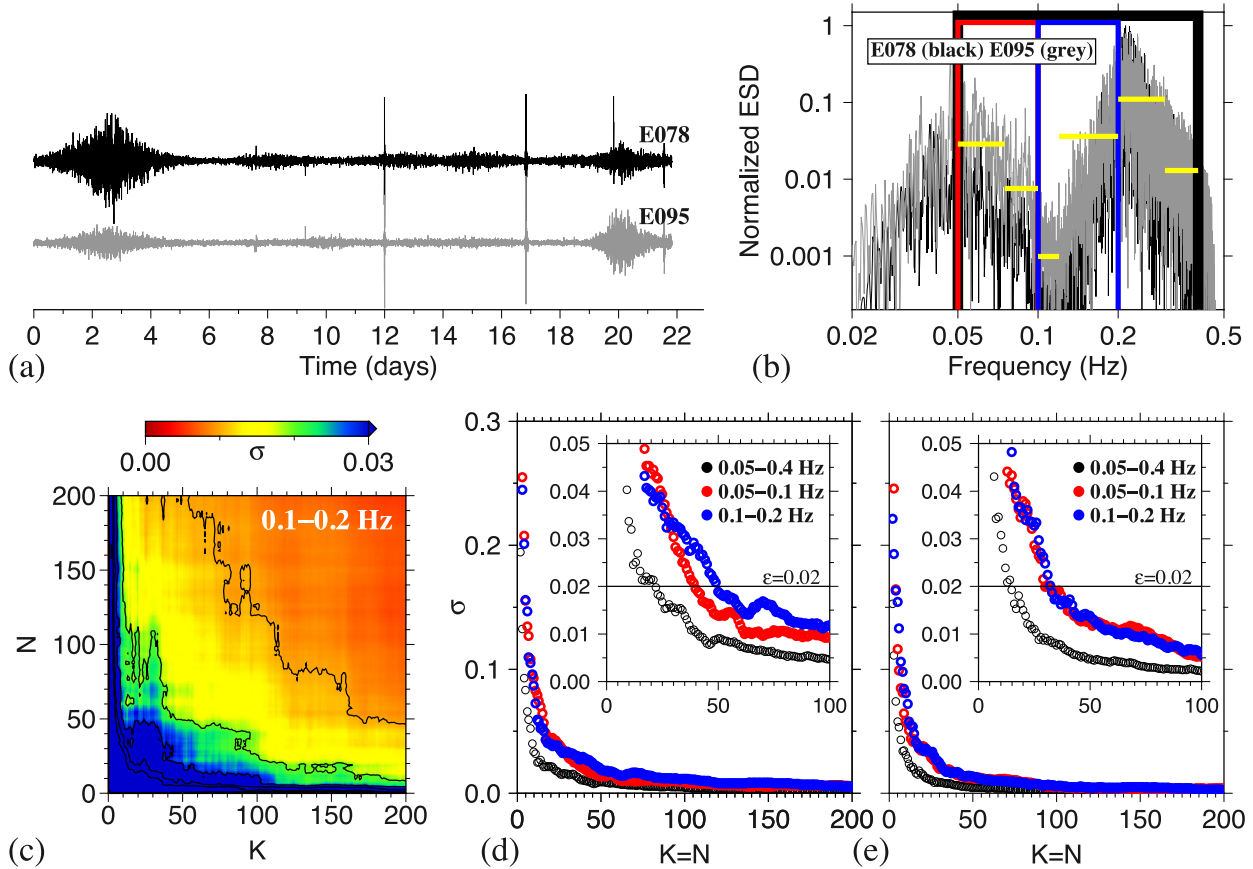 E078
E095
0 2 4 6 8 10 12 14 16 18 20 22
Time (days)
(a)
E078 (black) E095 (grey)
Normalized ESD
1
0.1
0.01
0.001
0.02 0.05 0.1 0.2 0.5
Frequency (Hz)
(b)
0.00 σ 0.03
0.1−0.2 Hz
N
200
150
100
50
0
0 50 100 150 200
K
(c)
σ
0.3
0.2
0.1
0.0
0 50 100 150 200
K=N
(d)
0.05
0.04
0.03
0.02
0.01
0.00
50 100
0.05−0.4 Hz
0.05−0.1 Hz
0.1−0.2 Hz
ε=0.02
0 50 100 150 200
K=N
(e)
0.05
0.04
0.03
0.02
0.01
0.00
50 100
0.05−0.4 Hz
0.05−0.1 Hz
0.1−0.2 Hz
ε=0.02